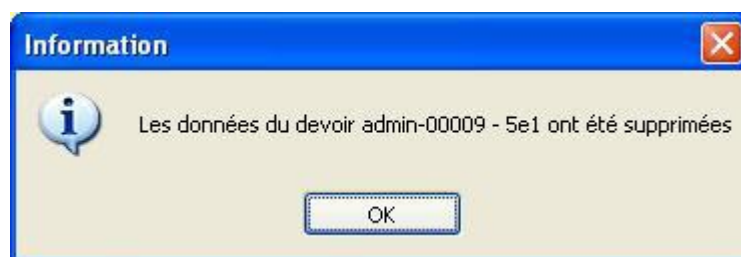 Information
Les données du devoir admin-00009 - 5e1 ont été supprimées
OK